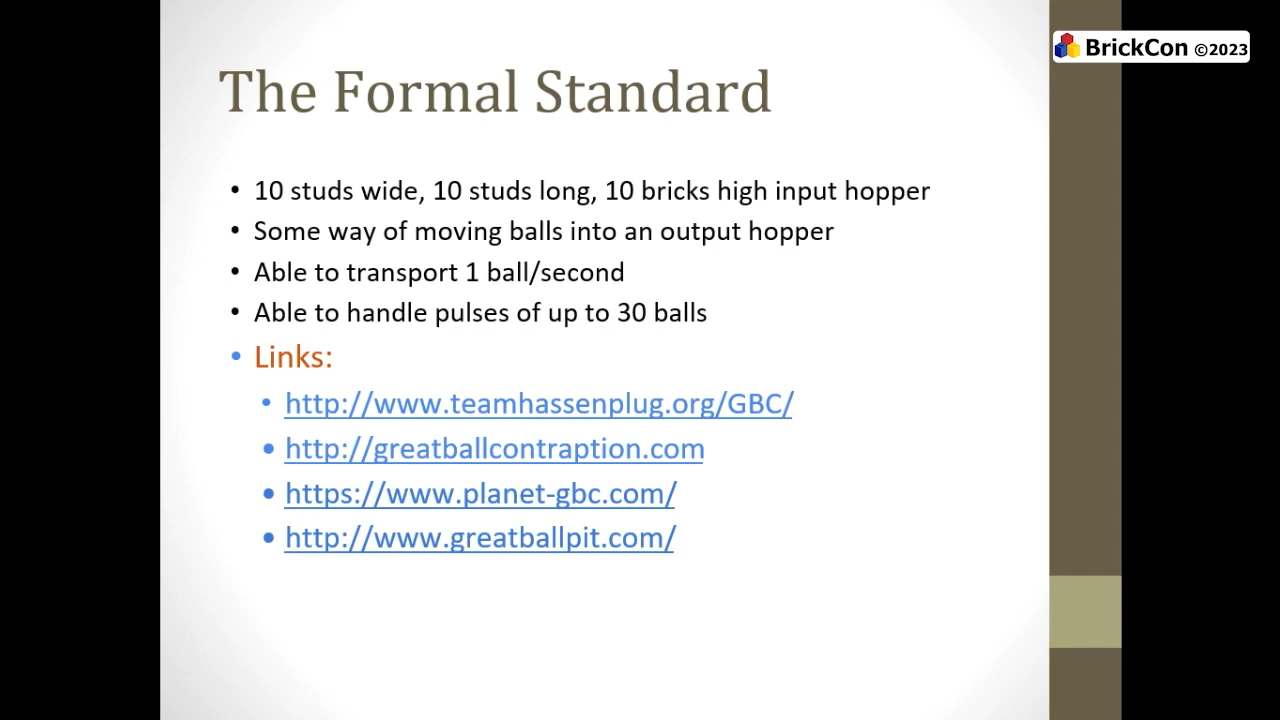 BrickCon ©2023
The Formal Standard
• 10 studs wide, 10 studs long, 10 bricks high input hopper
• Some way of moving balls into an output hopper
• Able to transport 1 ball/second
• Able to handle pulses of up to 30 balls
• Links:
• http://www.teamhassenplug.org/GBC/
• http://greatballcontraption.com
• https://www.planet-gbc.com/
• http://www.greatballpit.com/